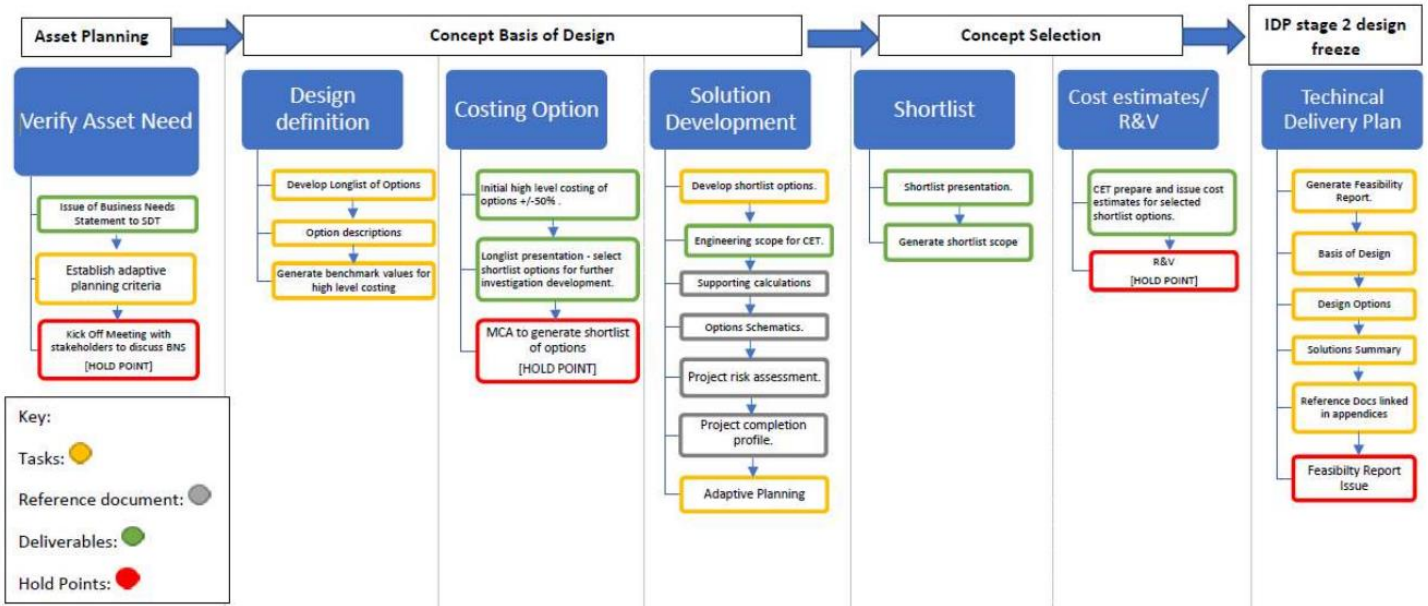 Asset Planning
Concept Basis of Design
Concept Selection
IDP stage 2 design
freeze
Verify Asset Need
Issue of Business Needs
Statement to SDT
Establish adaptive
planning criteria
Kick Off Meeting with
stakeholders to discuss BNS
[HOLD POINT]
Design
definition
Develop Longlist of Options
Option descriptions
Generate benchmark values for
high level costing
Costing Option
Initial high level costing of
options +/-50% .
Longlist presentation - select
shortlist options for further
investigation development.
MCA to generate shortlist
of options
[HOLD POINT]
Solution
Development
Develop shortlist options.
Engineering scope for CET.
Supporting calculations
Options Schematics.
Project risk assessment.
Project completion
profile.
Adaptive Planning
Shortlist
Shortlist presentation.
Generate shortlist scope
Cost estimates/
R&V
CET prepare and issue cost
estimates for selected
shortlist options.
R&V
[HOLD POINT]
Techincal
Delivery Plan
Generate Feasibility
Report.
Basis of Design
Design Options
Solutions Summary
Reference Docs linked
in appendices
Feasibilty Report
Issue
Key:
Tasks:
Reference document:
Deliverables:
Hold Points: